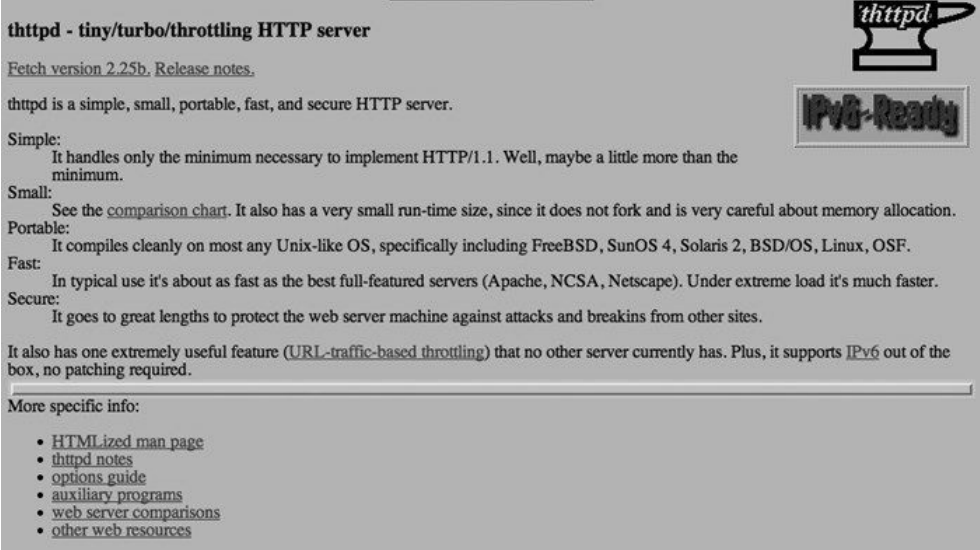 thttpd
thttpd - tiny/turbo/throttling HTTP server
Fetch version 2.25b. Release notes.
IPv6-Ready
thttpd is a simple, small, portable, fast, and secure HTTP server.
Simple:
It handles only the minimum necessary to implement HTTP/1.1. Well, maybe a little more than the
minimum.
Small:
See the comparison chart. It also has a very small run-time size, since it does not fork and is very careful about memory allocation.
Portable:
It compiles cleanly on most any Unix-like OS, specifically including FreeBSD, SunOS 4, Solaris 2, BSD/OS, Linux, OSF.
Fast:
In typical use it's about as fast as the best full-featured servers (Apache, NCSA, Netscape). Under extreme load it's much faster.
Secure:
It goes to great lengths to protect the web server machine against attacks and breakins from other sites.
It also has one extremely useful feature (URL-traffic-based throttling) that no other server currently has. Plus, it supports IPv6 out of the
box, no patching required.
More specific info:
• HTMLized man page
• thttpd notes
• options guide
• auxiliary programs
• web server comparisons
• other web resources